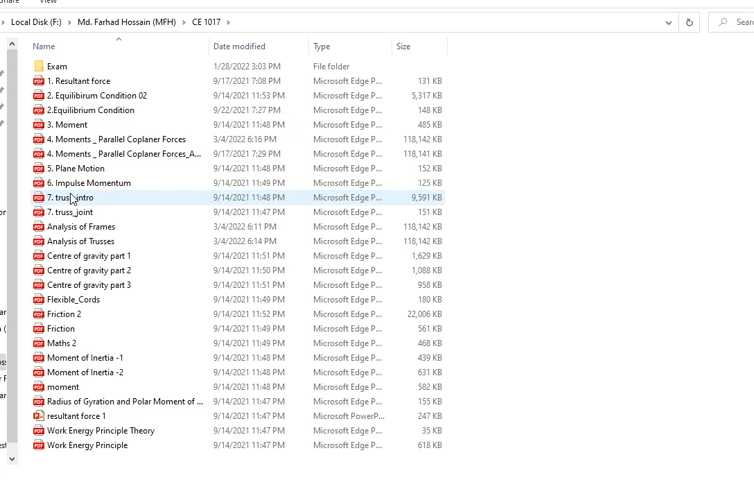 Share View
Local Disk (F:) > Md. Farhad Hossain (MFH) > CE 1017 >
Name Date modified Type Size
Exam 1/28/2022 3:03 PM File folder
1. Resultant force 9/17/2021 7:08 PM Microsoft Edge P... 131 KB
2. Equilibirum Condition 02 9/14/2021 11:53 PM Microsoft Edge P... 5,317 KB
2.Equilibrium Condition 9/22/2021 7:27 PM Microsoft Edge P... 148 KB
3. Moment 9/14/2021 11:48 PM Microsoft Edge P... 485 KB
4. Moments _ Parallel Coplaner Forces 3/4/2022 6:16 PM Microsoft Edge P... 118,142 KB
4. Moments _ Parallel Coplaner Forces_A... 9/17/2021 7:29 PM Microsoft Edge P... 118,141 KB
5. Plane Motion 9/14/2021 11:48 PM Microsoft Edge P... 152 KB
6. Impulse Momentum 9/14/2021 11:49 PM Microsoft Edge P... 125 KB
7. truss_intro 9/14/2021 11:48 PM Microsoft Edge P... 9,591 KB
7. truss_joint 9/14/2021 11:47 PM Microsoft Edge P... 151 KB
Analysis of Frames 3/4/2022 6:11 PM Microsoft Edge P... 118,142 KB
Analysis of Trusses 3/4/2022 6:14 PM Microsoft Edge P... 118,142 KB
Centre of gravity part 1 9/14/2021 11:51 PM Microsoft Edge P... 1,629 KB
Centre of gravity part 2 9/14/2021 11:50 PM Microsoft Edge P... 1,088 KB
Centre of gravity part 3 9/14/2021 11:51 PM Microsoft Edge P... 958 KB
Flexible_Cords 9/14/2021 11:49 PM Microsoft Edge P... 180 KB
Friction 2 9/14/2021 11:52 PM Microsoft Edge P... 22,006 KB
Friction 9/14/2021 11:49 PM Microsoft Edge P... 561 KB
Maths 2 9/14/2021 11:49 PM Microsoft Edge P... 468 KB
Moment of Inertia -1 9/14/2021 11:48 PM Microsoft Edge P... 439 KB
Moment of Inertia -2 9/14/2021 11:48 PM Microsoft Edge P... 631 KB
moment 9/14/2021 11:48 PM Microsoft Edge P... 582 KB
Radius of Gyration and Polar Moment of ... 9/14/2021 11:47 PM Microsoft Edge P... 155 KB
resultant force 1 9/14/2021 11:47 PM Microsoft PowerP... 247 KB
Work Energy Principle Theory 9/14/2021 11:47 PM Microsoft Edge P... 35 KB
Work Energy Principle 9/14/2021 11:47 PM Microsoft Edge P... 618 KB